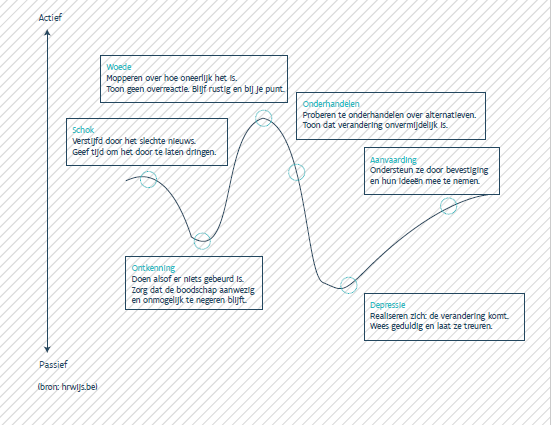 Actief
Woede
Mopperen over hoe oneerlijk het is.
Toon geen overreactie. Blijf rustig en bij je punt.
Onderhandelen
Proberen te onderhandelen over alternatieven.
Toon dat verandering onvermijdelijk is.
Schok
Verstijfd door het slechte nieuws.
Geef tijd om het door te laten dringen.
Aanvaarding
Ondersteun ze door bevestiging
en hun ideeën mee te nemen.
Ontkenning
Doen alsof er niets gebeurd is.
Zorg dat de boodschap aanwezig
en onmogelijk te negeren blijft.
Depressie
Realiseren zich: de verandering komt.
Wees geduldig en laat ze treuren.
Passief
(bron: hrwijs.be)